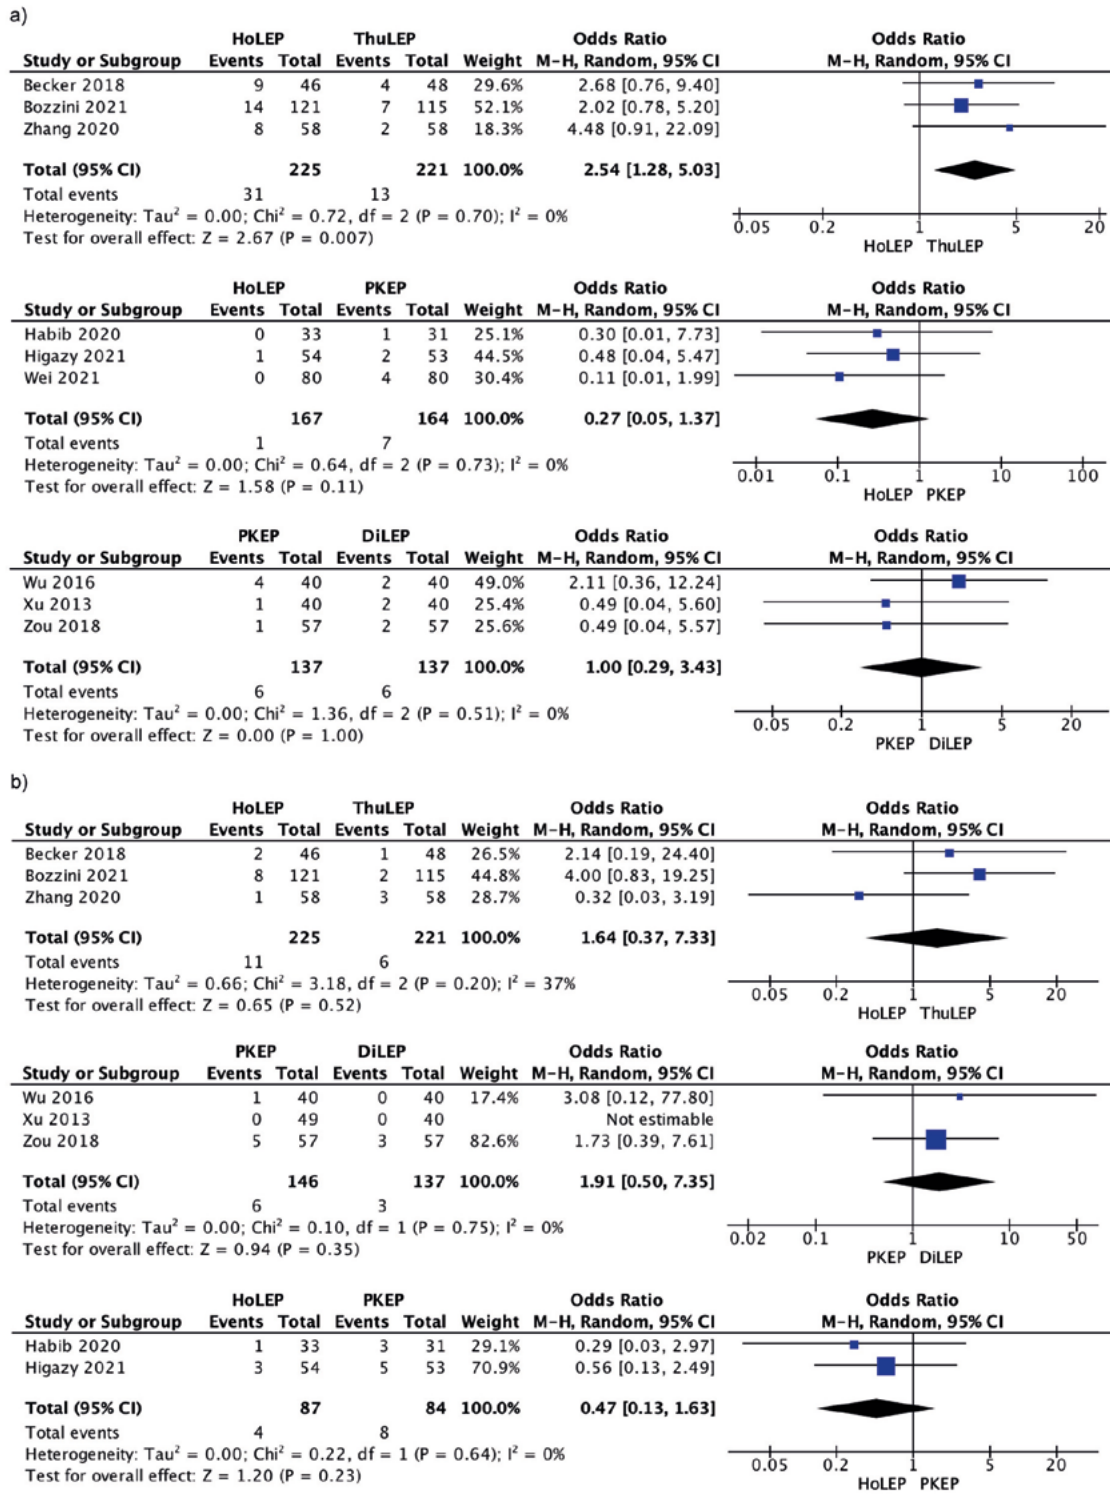 a)
HoLEP ThuLEP Odds Ratio Odds Ratio
Study or Subgroup Events Total Events Total Weight M-H, Random, 95% CI M-H, Random, 95% CI
Becker 2018 9 46 4 48 29.6% 2.68 [0.76, 9.40]
Bozzini 2021 14 121 7 115 52.1% 2.02 [0.78, 5.20]
Zhang 2020 8 58 2 58 18.3% 4.48 [0.91, 22.09]
Total (95% CI) 225 221 100.0% 2.54 [1.28, 5.03]
Total events 31 13
Heterogeneity: Tau² = 0.00; Chi² = 0.72, df = 2 (P = 0.70); I² = 0%
Test for overall effect: Z = 2.67 (P = 0.007)
0.05 0.2 1 5 20
HoLEP ThuLEP
HoLEP PKEP Odds Ratio Odds Ratio
Study or Subgroup Events Total Events Total Weight M-H, Random, 95% CI M-H, Random, 95% CI
Habib 2020 0 33 1 31 25.1% 0.30 [0.01, 7.73]
Higazy 2021 1 54 2 53 44.5% 0.48 [0.04, 5.47]
Wei 2021 0 80 4 80 30.4% 0.11 [0.01, 1.99]
Total (95% CI) 167 164 100.0% 0.27 [0.05, 1.37]
Total events 1 7
Heterogeneity: Tau² = 0.00; Chi² = 0.64, df = 2 (P = 0.73); I² = 0%
Test for overall effect: Z = 1.58 (P = 0.11)
0.01 0.1 1 10 100
HoLEP PKEP
PKEP DiLEP Odds Ratio Odds Ratio
Study or Subgroup Events Total Events Total Weight M-H, Random, 95% CI M-H, Random, 95% CI
Wu 2016 4 40 2 40 49.0% 2.11 [0.36, 12.24]
Xu 2013 1 40 2 40 25.4% 0.49 [0.04, 5.60]
Zou 2018 1 57 2 57 25.6% 0.49 [0.04, 5.57]
Total (95% CI) 137 137 100.0% 1.00 [0.29, 3.43]
Total events 6 6
Heterogeneity: Tau² = 0.00; Chi² = 1.36, df = 2 (P = 0.51); I² = 0%
Test for overall effect: Z = 0.00 (P = 1.00)
0.05 0.2 1 5 20
PKEP DiLEP
b)
HoLEP ThuLEP Odds Ratio Odds Ratio
Study or Subgroup Events Total Events Total Weight M-H, Random, 95% CI M-H, Random, 95% CI
Becker 2018 2 46 1 48 26.5% 2.14 [0.19, 24.40]
Bozzini 2021 8 121 2 115 44.8% 4.00 [0.83, 19.25]
Zhang 2020 1 58 3 58 28.7% 0.32 [0.03, 3.19]
Total (95% CI) 225 221 100.0% 1.64 [0.37, 7.33]
Total events 11 6
Heterogeneity: Tau² = 0.66; Chi² = 3.18, df = 2 (P = 0.20); I² = 37%
Test for overall effect: Z = 0.65 (P = 0.52)
0.05 0.2 1 5 20
HoLEP ThuLEP
PKEP DiLEP Odds Ratio Odds Ratio
Study or Subgroup Events Total Events Total Weight M-H, Random, 95% CI M-H, Random, 95% CI
Wu 2016 1 40 0 40 17.4% 3.08 [0.12, 77.80]
Xu 2013 0 49 0 40 Not estimable
Zou 2018 5 57 3 57 82.6% 1.73 [0.39, 7.61]
Total (95% CI) 146 137 100.0% 1.91 [0.50, 7.35]
Total events 6 3
Heterogeneity: Tau² = 0.00; Chi² = 0.10, df = 1 (P = 0.75); I² = 0%
Test for overall effect: Z = 0.94 (P = 0.35)
0.02 0.1 1 10 50
PKEP DiLEP
HoLEP PKEP Odds Ratio Odds Ratio
Study or Subgroup Events Total Events Total Weight M-H, Random, 95% CI M-H, Random, 95% CI
Habib 2020 1 33 3 31 29.1% 0.29 [0.03, 2.97]
Higazy 2021 3 54 5 53 70.9% 0.56 [0.13, 2.49]
Total (95% CI) 87 84 100.0% 0.47 [0.13, 1.63]
Total events 4 8
Heterogeneity: Tau² = 0.00; Chi² = 0.22, df = 1 (P = 0.64); I² = 0%
Test for overall effect: Z = 1.20 (P = 0.23)
0.05 0.2 1 5 20
HoLEP PKEP